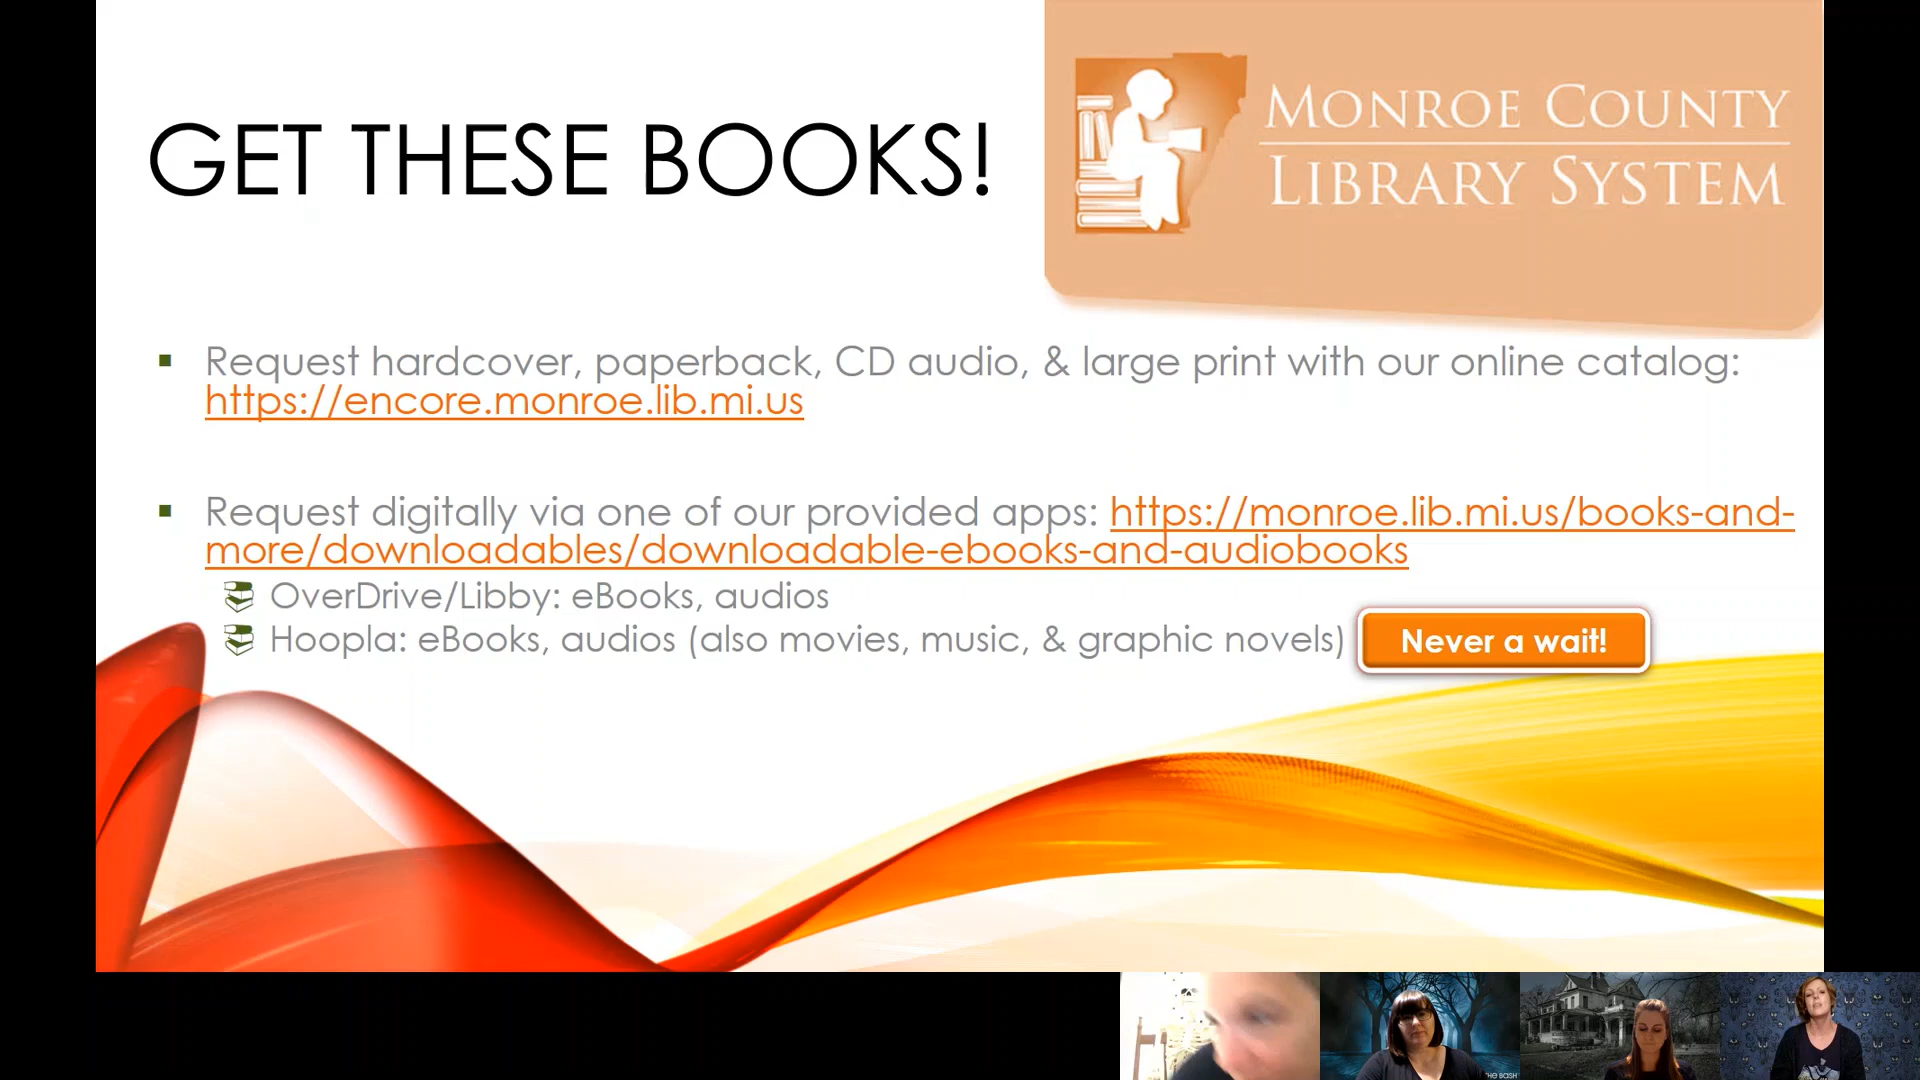 GET THESE BOOKS!
MONROE COUNTY
LIBRARY SYSTEM
Request hardcover, paperback, CD audio, & large print with our online catalog:
https://encore.monroe.lib.mi.us
Request digitally via one of our provided apps: https://monroe.lib.mi.us/books-and-
more/downloadables/downloadable-ebooks-and-audiobooks
OverDrive/Libby: eBooks, audios
Hoopla: eBooks, audios (also movies, music, & graphic novels)
Never a wait!
THE BASH